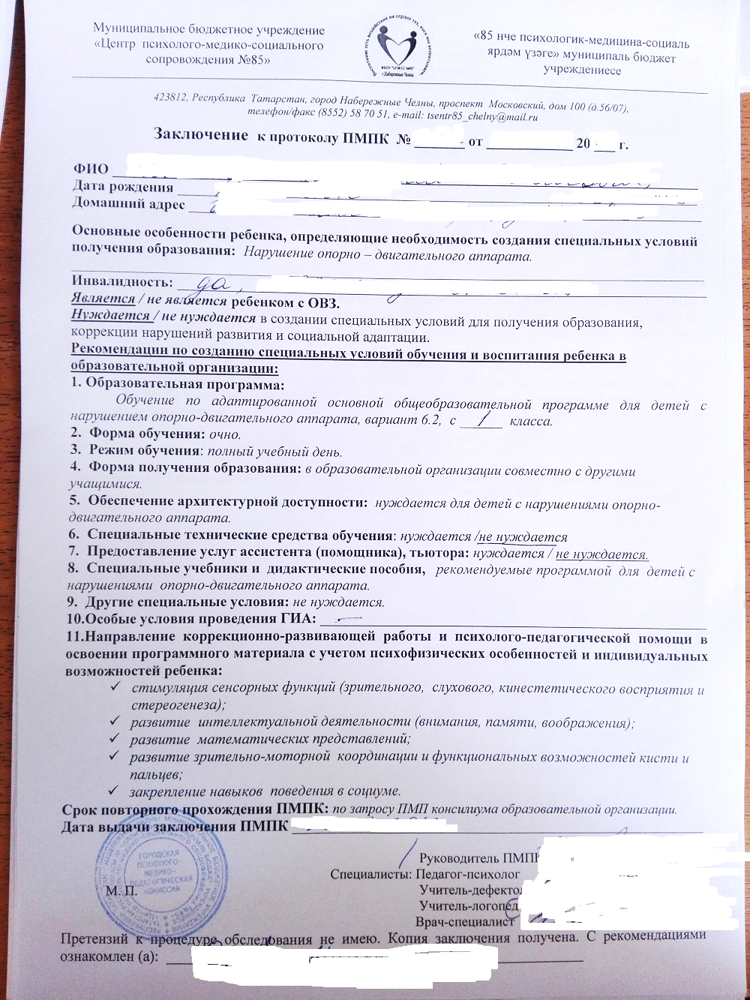 Муниципальное бюджетное учреждение
«Центр психолого-медико-социального
сопровождения №85»
«85 нче психологик-медицина-социаль
ярдәм үзәге» муниципаль бюджет
учреждениесе
г.Набережные Челны
423812, Республика Татарстан, город Набережные Челны, проспект Московский, дом 100 (д.56/07),
телефон/факс (8552) 58 70 51, e-mail: tsentr85_chelny@mail.ru
Заключение к протоколу ПМПК № ______ от ____________ 20 ___ г.
ФИО
Дата рождения
Домашний адрес
Основные особенности ребенка, определяющие необходимость создания специальных условий
получения образования: Нарушение опорно – двигательного аппарата.
Инвалидность: да,
Является / не является ребенком с ОВЗ.
Нуждается / не нуждается в создании специальных условий для получения образования,
коррекции нарушений развития и социальной адаптации.
Рекомендации по созданию специальных условий обучения и воспитания ребенка в
образовательной организации:
1. Образовательная программа:
Обучение по адаптированной основной общеобразовательной программе для детей с
нарушением опорно-двигательного аппарата, вариант 6.2, с 1 класса.
2. Форма обучения: очно.
3. Режим обучения: полный учебный день.
4. Форма получения образования: в образовательной организации совместно с другими
учащимися.
5. Обеспечение архитектурной доступности: нуждается для детей с нарушениями опорно-
двигательного аппарата.
6. Специальные технические средства обучения: нуждается /не нуждается
7. Предоставление услуг ассистента (помощника), тьютора: нуждается / не нуждается.
8. Специальные учебники и дидактические пособия, рекомендуемые программой для детей с
нарушениями опорно-двигательного аппарата.
9. Другие специальные условия: не нуждается.
10.Особые условия проведения ГИА: —
11.Направление коррекционно-развивающей работы и психолого-педагогической помощи в
освоении программного материала с учетом психофизических особенностей и индивидуальных
возможностей ребенка:
✓ стимуляция сенсорных функций (зрительного, слухового, кинестетического восприятия и
стереогенеза);
✓ развитие интеллектуальной деятельности (внимания, памяти, воображения);
✓ развитие математических представлений;
✓ развитие зрительно-моторной координации и функциональных возможностей кисти и
пальцев;
✓ закрепление навыков поведения в социуме.
Срок повторного прохождения ПМПК: по запросу ПМП консилиума образовательной организации.
Дата выдачи заключения ПМПК
Руководитель ПМПК
Специалисты: Педагог-психолог
Учитель-дефектол
Учитель-логопед
Врач-специалист
ГОРОДСКАЯ
ПСИХОЛОГО-
МЕДИКО-
ПЕДАГОГИЧЕСКАЯ
КОМИССИЯ
М. П.
Претензий к процедуре обследования не имею. Копия заключения получена. С рекомендациями
ознакомлен (а):